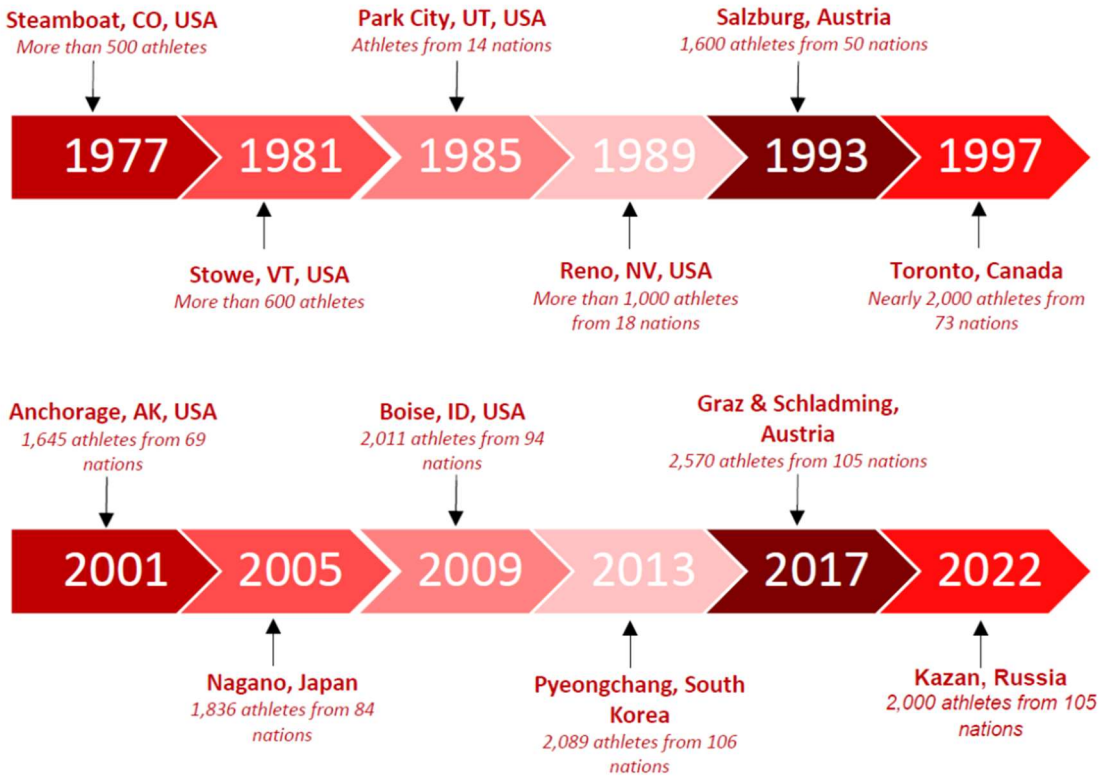 Steamboat, CO, USA
More than 500 athletes
Park City, UT, USA
Athletes from 14 nations
Salzburg, Austria
1,600 athletes from 50 nations
1977
1981
1985
1989
1993
1997
Stowe, VT, USA
More than 600 athletes
Reno, NV, USA
More than 1,000 athletes
from 18 nations
Toronto, Canada
Nearly 2,000 athletes from
73 nations
Anchorage, AK, USA
1,645 athletes from 69
nations
Boise, ID, USA
2,011 athletes from 94
nations
Graz & Schladming,
Austria
2,570 athletes from 105 nations
2001
2005
2009
2013
2017
2022
Nagano, Japan
1,836 athletes from 84
nations
Pyeongchang, South
Korea
2,089 athletes from 106
nations
Kazan, Russia
2,000 athletes from 105
nations